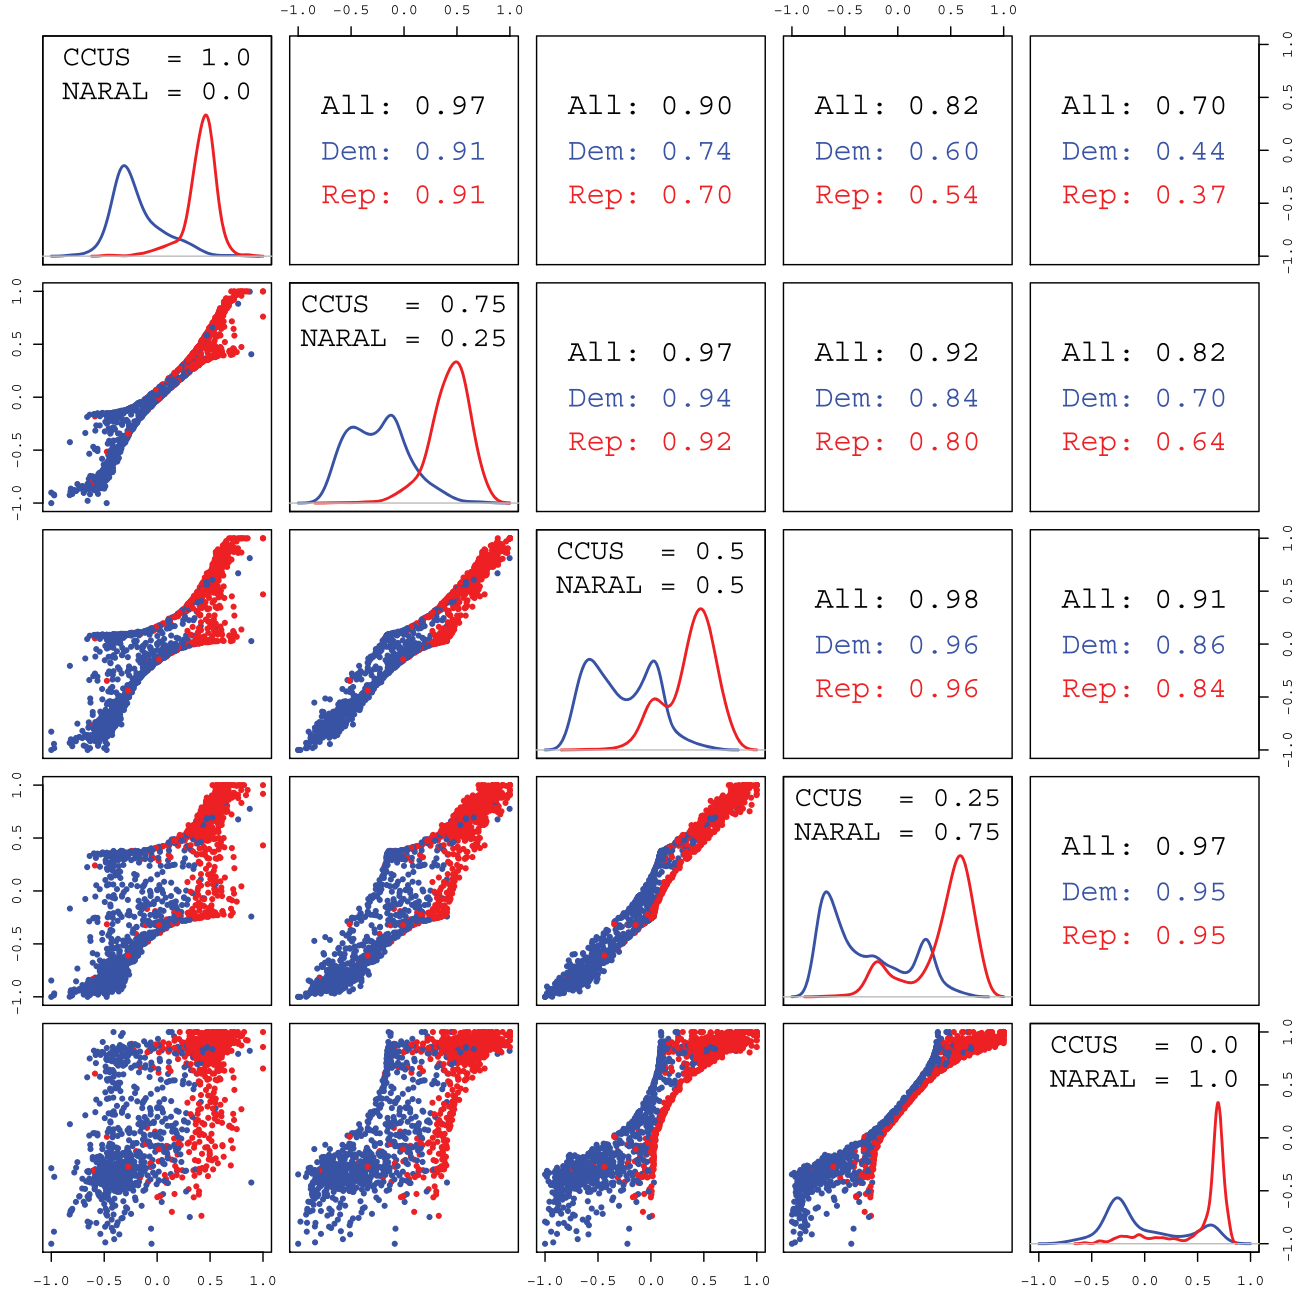 -1.0 -0.5 0.0 0.5 1.0 -1.0 -0.5 0.0 0.5 1.0
CCUS = 1.0
NARAL = 0.0
All: 0.97
Dem: 0.91
Rep: 0.91
All: 0.90
Dem: 0.74
Rep: 0.70
All: 0.82
Dem: 0.60
Rep: 0.54
All: 0.70
Dem: 0.44
Rep: 0.37
-1.0 -0.5 0.0 0.5 1.0
-1.0 -0.5 0.0 0.5 1.0
CCUS = 0.75
NARAL = 0.25
All: 0.97
Dem: 0.94
Rep: 0.92
All: 0.92
Dem: 0.84
Rep: 0.80
All: 0.82
Dem: 0.70
Rep: 0.64
CCUS = 0.5
NARAL = 0.5
All: 0.98
Dem: 0.96
Rep: 0.96
All: 0.91
Dem: 0.86
Rep: 0.84
-1.0 -0.5 0.0 0.5 1.0
-1.0 -0.5 0.0 0.5 1.0
CCUS = 0.25
NARAL = 0.75
All: 0.97
Dem: 0.95
Rep: 0.95
CCUS = 0.0
NARAL = 1.0
-1.0 -0.5 0.0 0.5 1.0
-1.0 -0.5 0.0 0.5 1.0 -1.0 -0.5 0.0 0.5 1.0 -1.0 -0.5 0.0 0.5 1.0